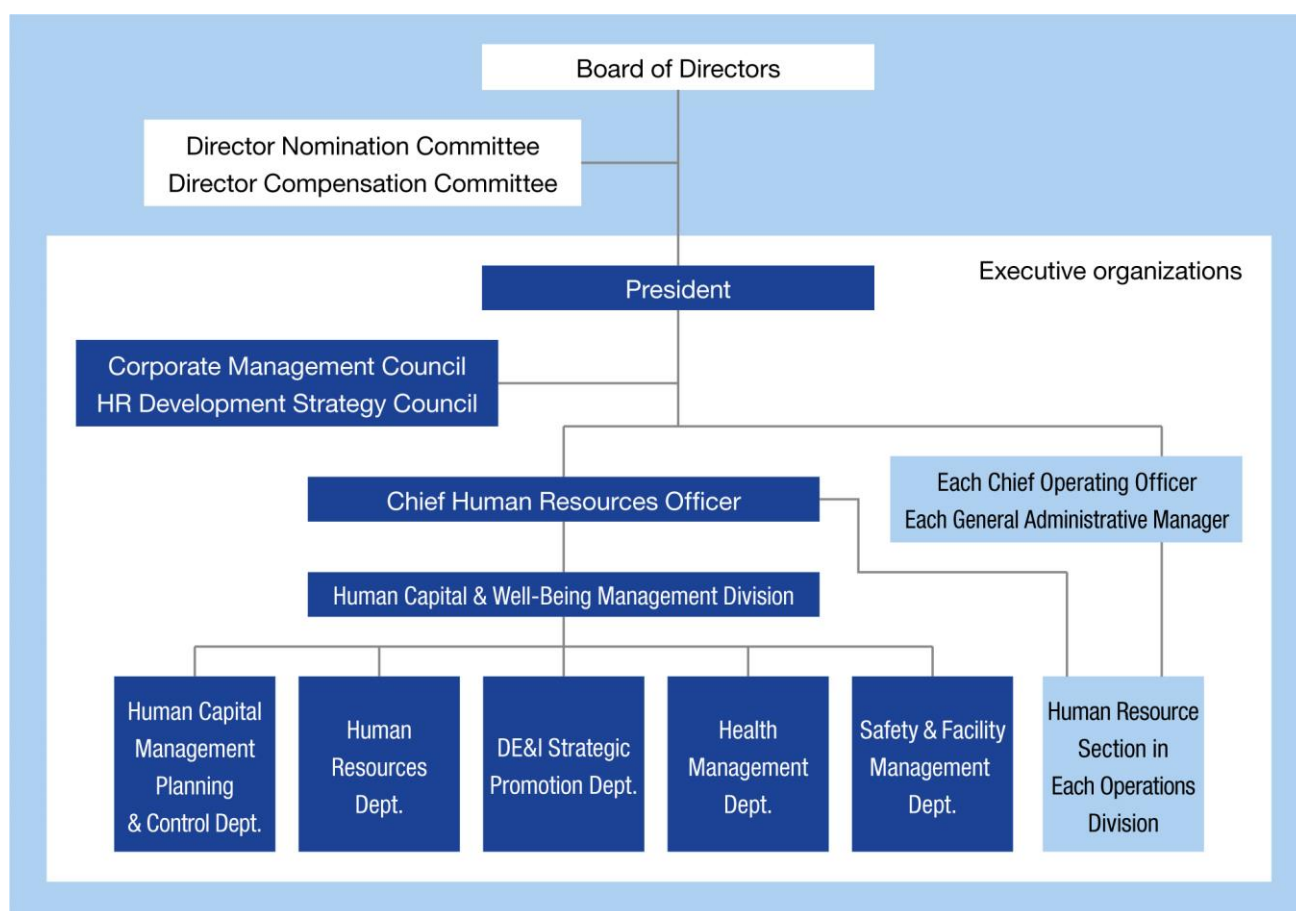 Board of Directors
Director Nomination Committee
Director Compensation Committee
Executive organizations
President
Corporate Management Council
HR Development Strategy Council
Chief Human Resources Officer
Each Chief Operating Officer
Each General Administrative Manager
Human Capital & Well-Being Management Division
Human Capital
Management
Planning
& Control Dept.
Human
Resources
Dept.
DE&I Strategic
Promotion Dept.
Health
Management
Dept.
Safety & Facility
Management
Dept.
Human Resource
Section in
Each Operations
Division